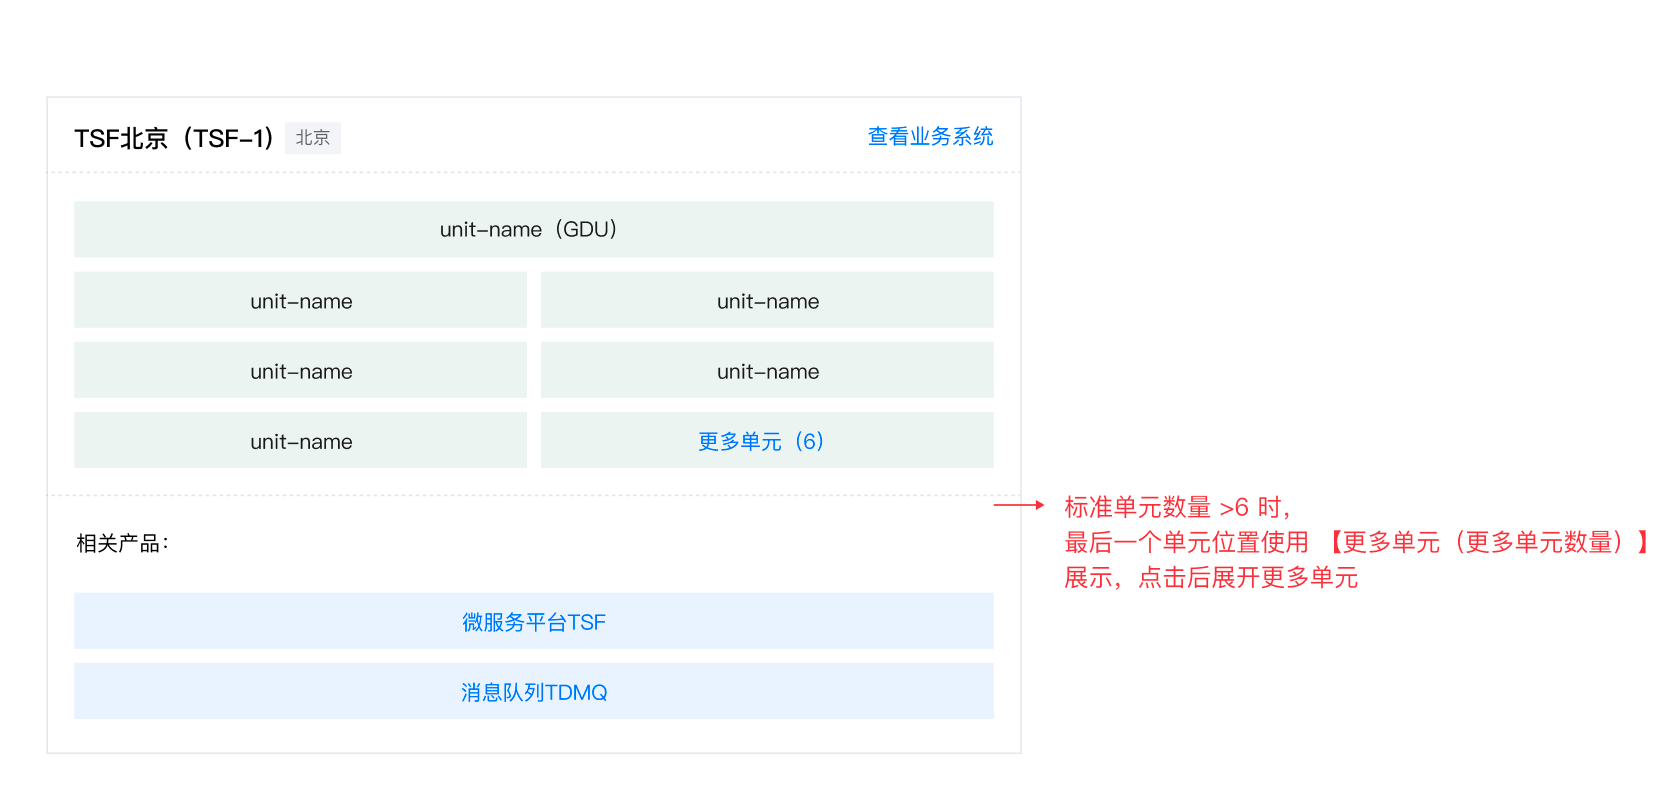 TSF北京（TSF-1） 北京 查看业务系统
unit-name（GDU）
unit-name unit-name
unit-name unit-name
unit-name 更多单元（6）
相关产品：
微服务平台TSF
消息队列TDMQ
标准单元数量 >6 时，
最后一个单元位置使用 【更多单元（更多单元数量）】
展示，点击后展开更多单元